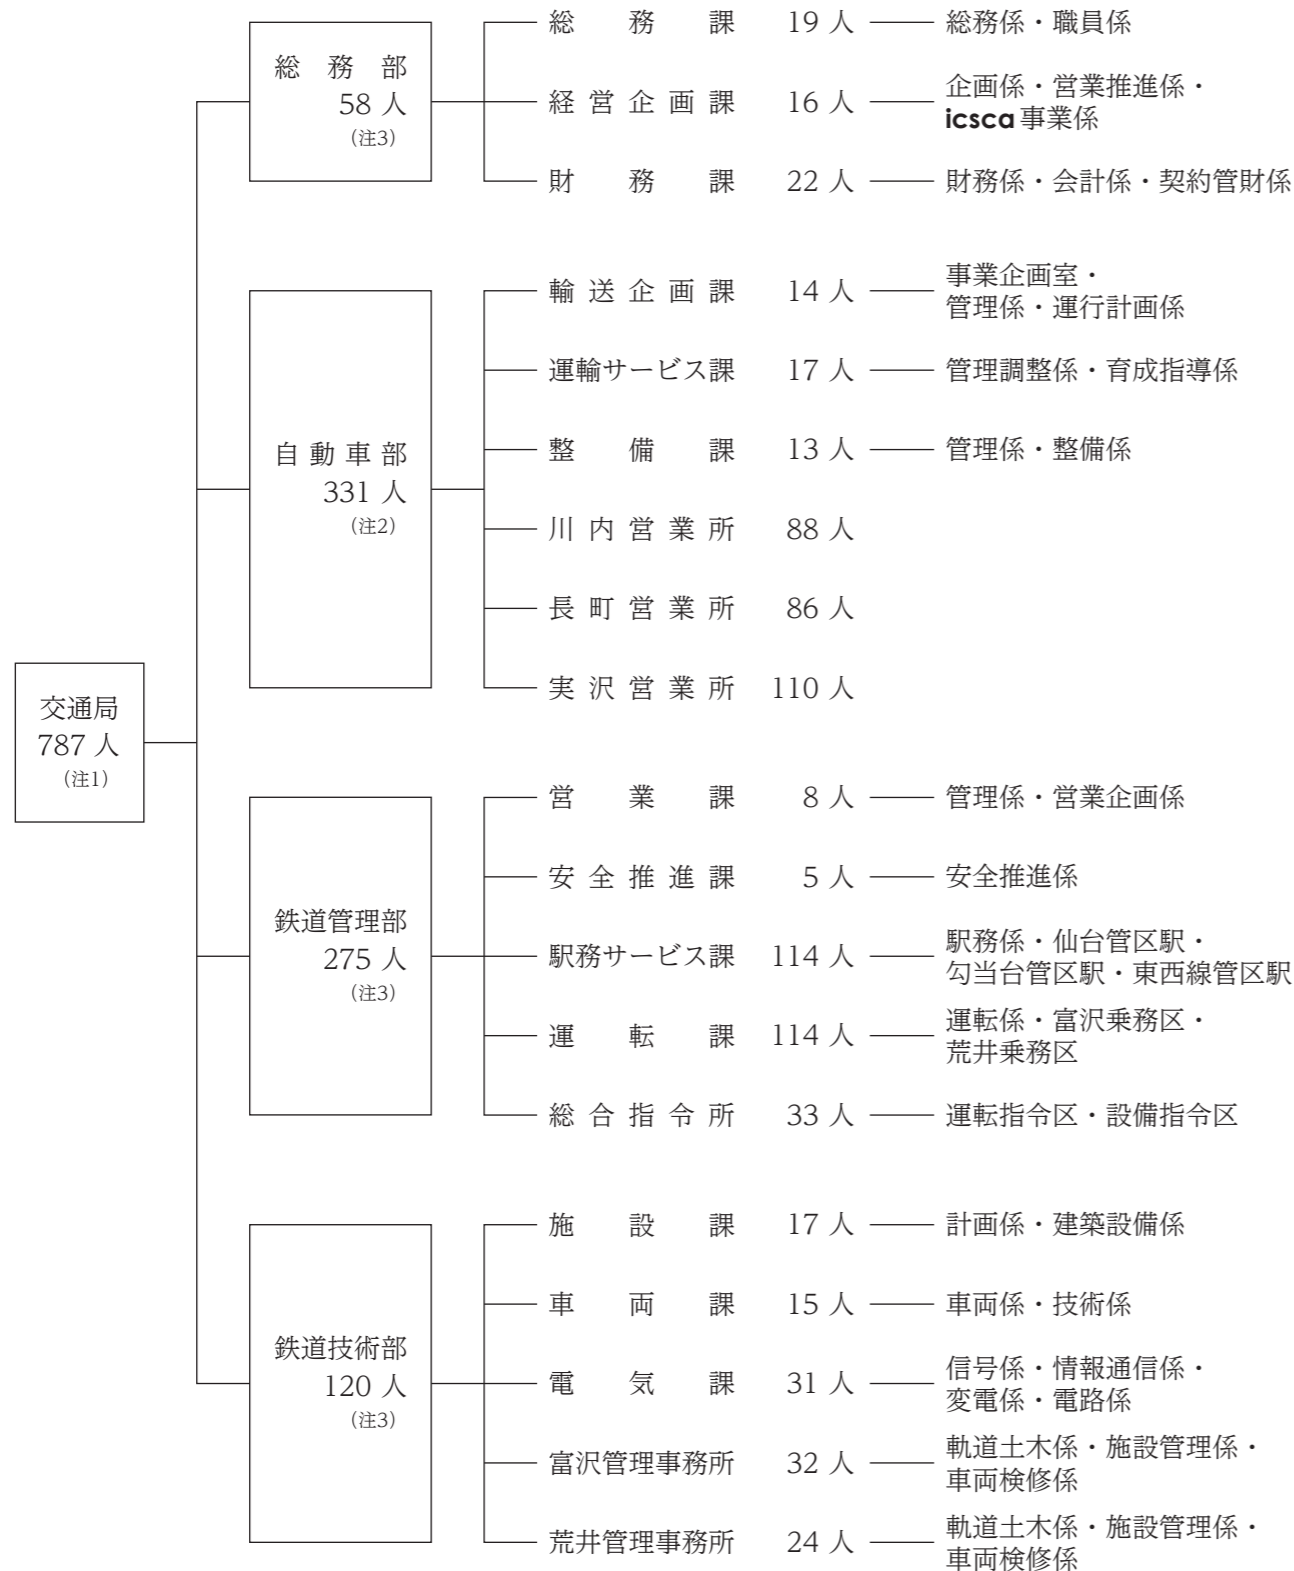 交通局
787 人
(注1)
総務部
58 人
(注3)
総務課 19 人 総務係・職員係
経営企画課 16 人 企画係・営業推進係・
icsca 事業係
財務課 22 人 財務係・会計係・契約管財係
自動車部
331 人
(注2)
輸送企画課 14 人 事業企画室・
管理係・運行計画係
運輸サービス課 17 人 管理調整係・育成指導係
整備課 13 人 管理係・整備係
川内営業所 88 人
長町営業所 86 人
実沢営業所 110 人
鉄道管理部
275 人
(注3)
営業課 8 人 管理係・営業企画係
安全推進課 5 人 安全推進係
駅務サービス課 114 人 駅務係・仙台管区駅・
勾当台管区駅・東西線管区駅
運転課 114 人 運転係・富沢乗務区・
荒井乗務区
総合指令所 33 人 運転指令区・設備指令区
鉄道技術部
120 人
(注3)
施設課 17 人 計画係・建築設備係
車両課 15 人 車両係・技術係
電気課 31 人 信号係・情報通信係・
変電係・電路係
富沢管理事務所 32 人 軌道土木係・施設管理係・
車両検修係
荒井管理事務所 24 人 軌道土木係・施設管理係・
車両検修係